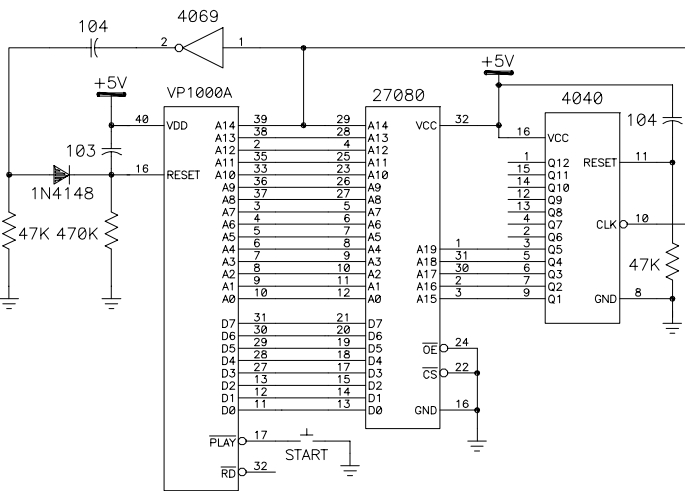 4069
104
2
1
+5V
VP1000A
27080
+5V
4040
40 VDD
A14 39 29 A14
VCC 32
16 VCC
104
A13 38 28 A13
A12 2 4 A12
103
A11 35 25 A11
1 Q12
RESET 11
16 RESET
A10 33 23 A10
15 Q11
1N4148
A9 36 26 A9
14 Q10
A8 37 27 A8
12 Q9
A7 3 5 A7
13 Q8
A6 4 6 A6
4 Q7
CLK 10
47K 470K
A5 5 7 A5
2 Q6
A4 6 8 A4
A19 1 3 Q5
A3 7 9 A3
A18 31 5 Q4
47K
A2 8 10 A2
A17 30 6 Q3
A1 9 11 A1
A16 2 7 Q2
A0 10 12 A0
A15 3 9 Q1
GND 8
D7 31 21 D7
D6 30 20 D6
D5 29 19 D5
OE 24
D4 28 18 D4
D3 27 17 D3
CS 22
D2 13 15 D2
D1 12 14 D1
D0 11 13 D0
GND 16
PLAY 17
START
RD 32